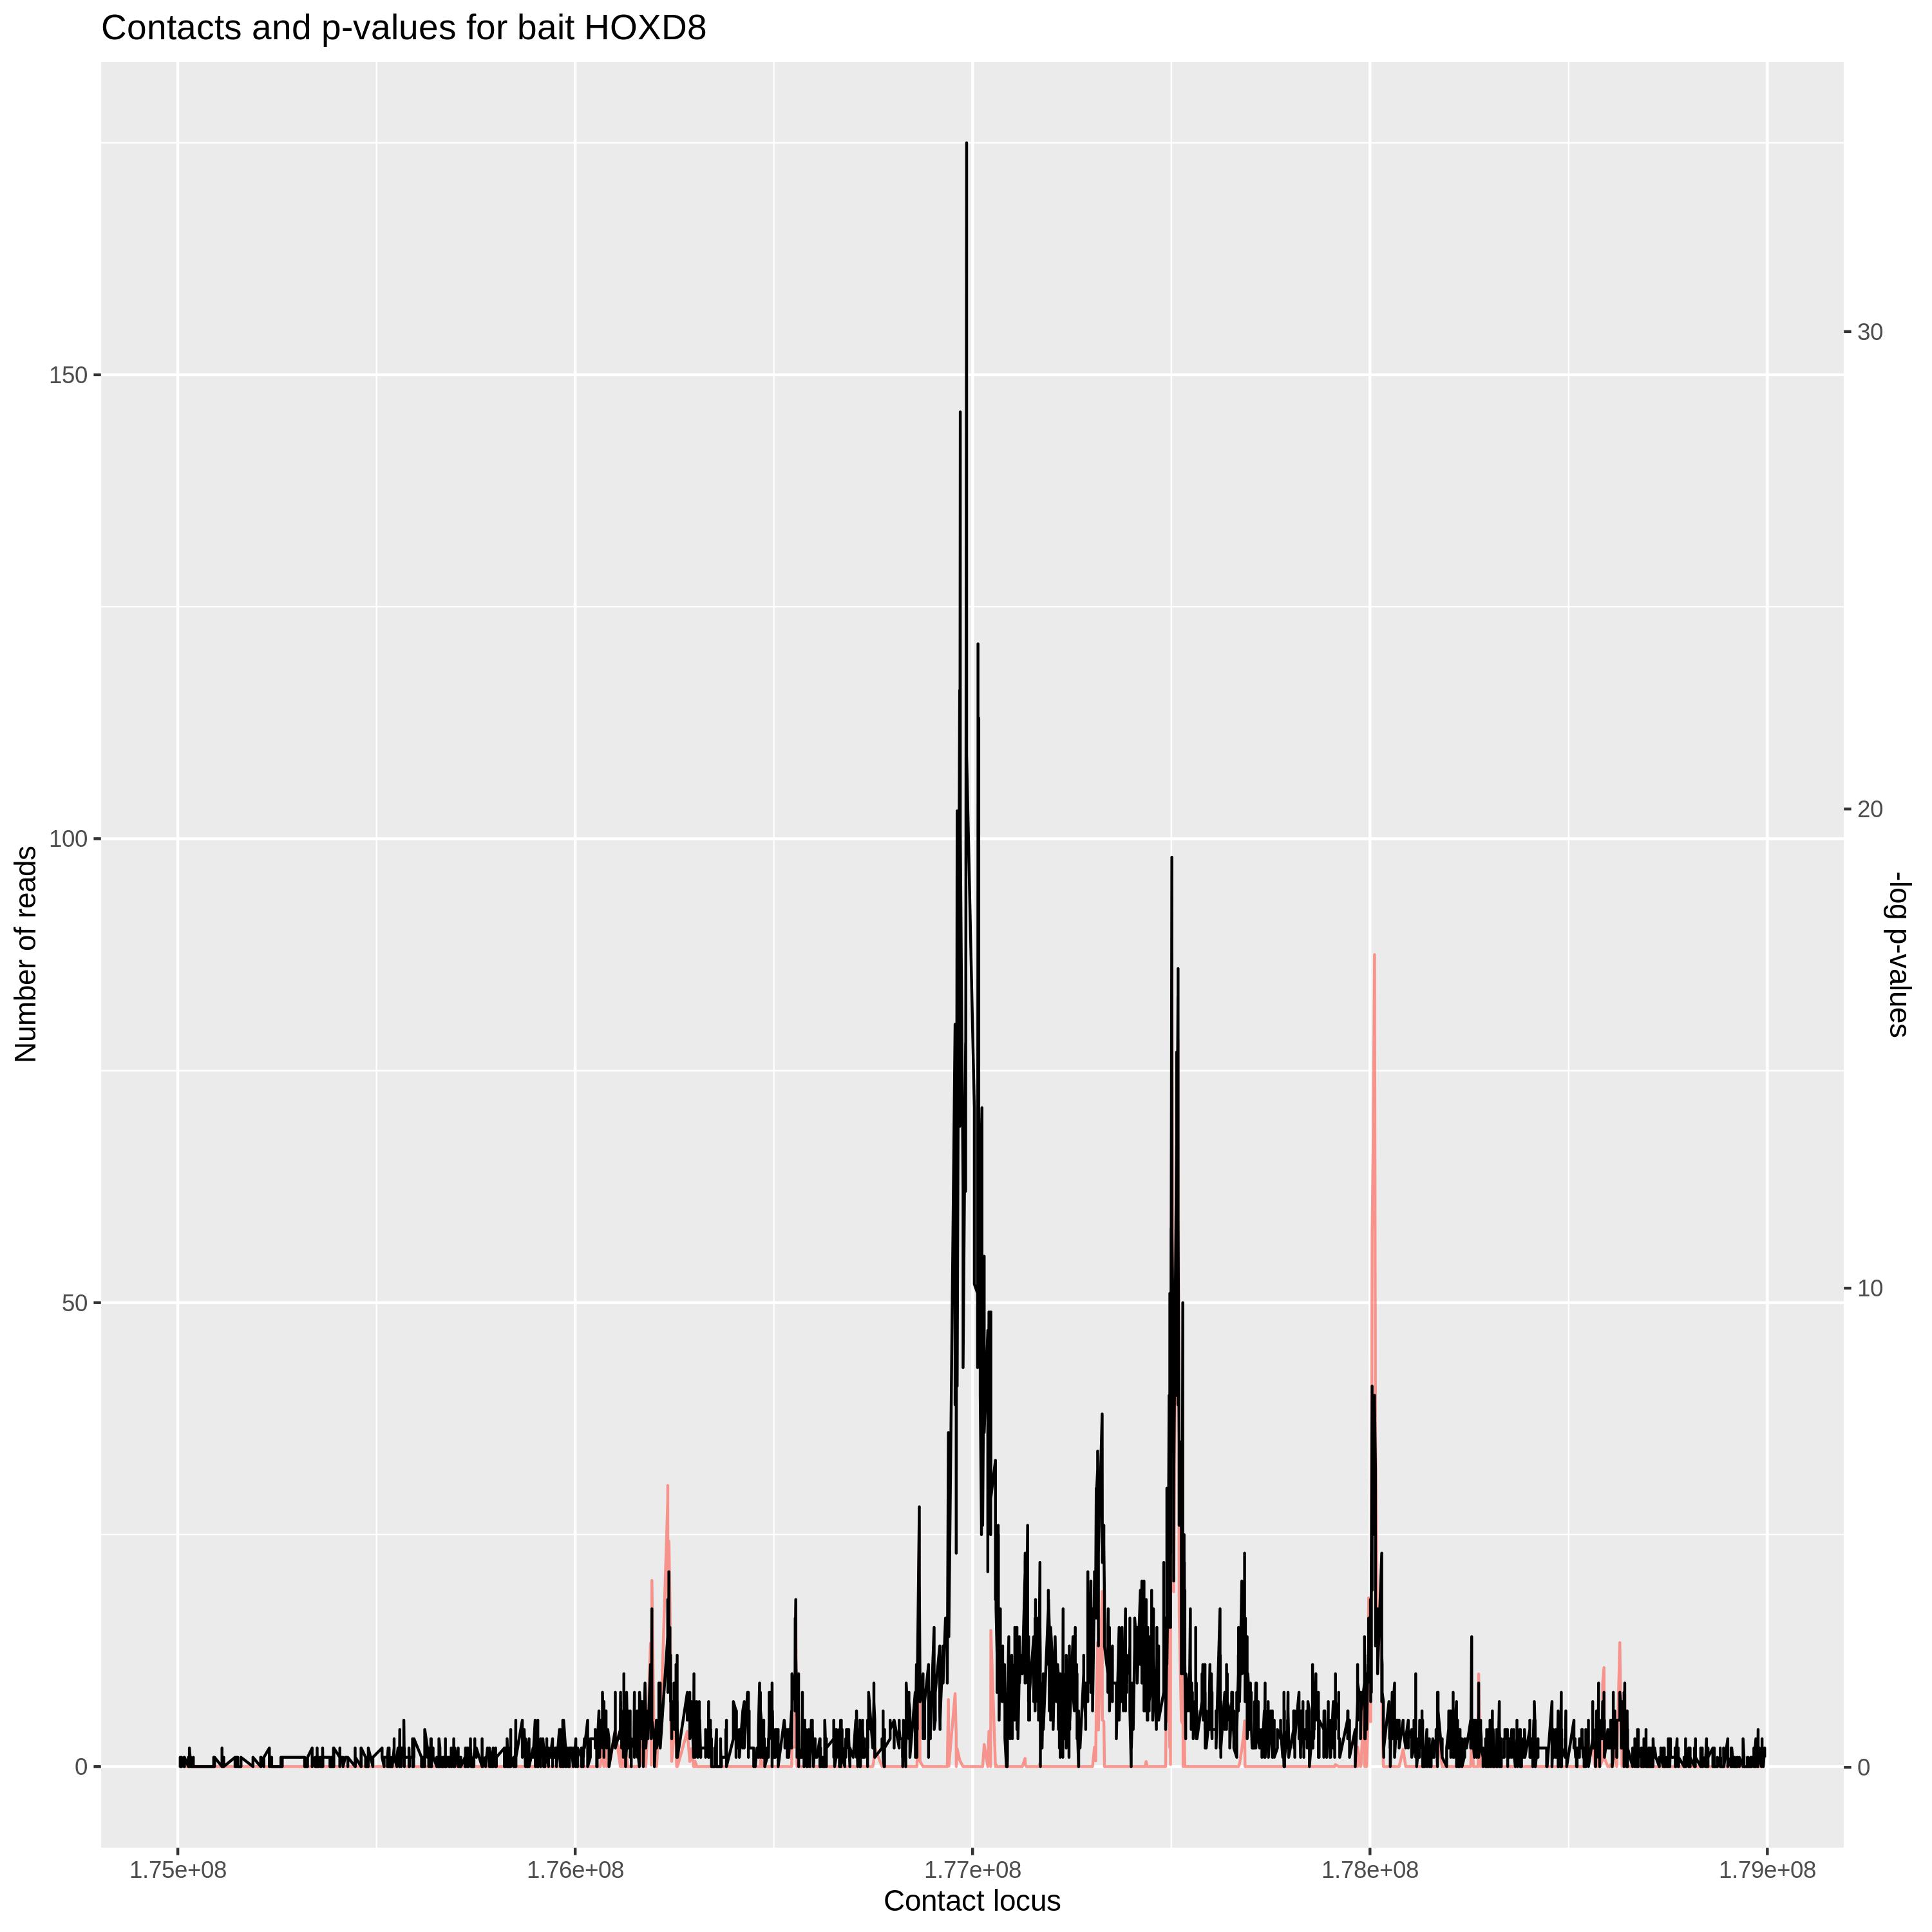 Contacts and p-values for bait HOXD8
150
100
50
0
30
20
10
0
Number of reads
-log p-values
1.75e+08
1.76e+08
1.77e+08
1.78e+08
1.79e+08
Contact locus